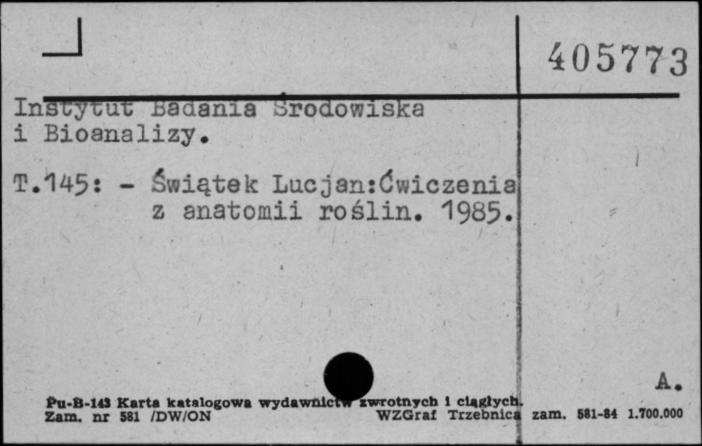 405773
Instytut Badania Środowiska
i Bioanalizy.
T.145: - Świątek Lucjan:Ćwiczenia
z anatomii roślin. 1985.
A.
Pu-B-143 Karta katalogowa wydawnictw zwrotnych i ciągłych.
Zam. nr 581 /DW/ON WZGraf Trzebnica zam. 581-84 1.700.000